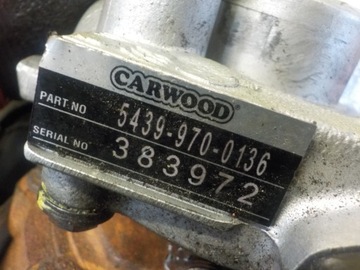 CARWOOD
PART NO 5439-970-0136
SERIAL NO 383972